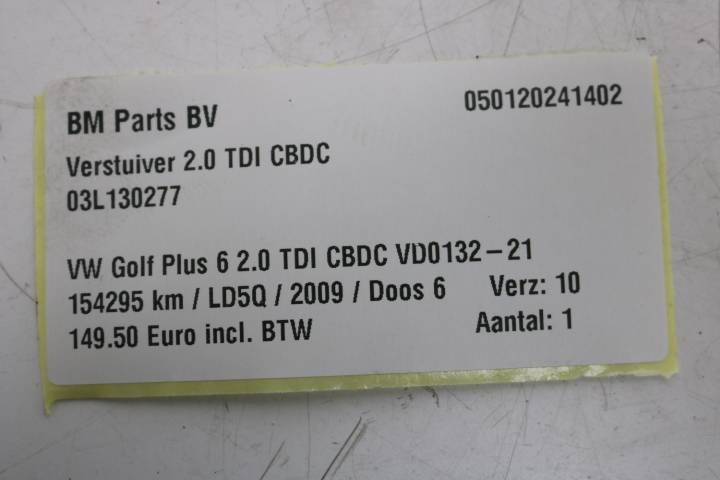 BM Parts BV 050120241402
Verstuiver 2.0 TDI CBDC
03L130277
VW Golf Plus 6 2.0 TDI CBDC VD0132-21
154295 km / LD5Q / 2009 / Doos 6 Verz: 10
149.50 Euro incl. BTW Aantal: 1